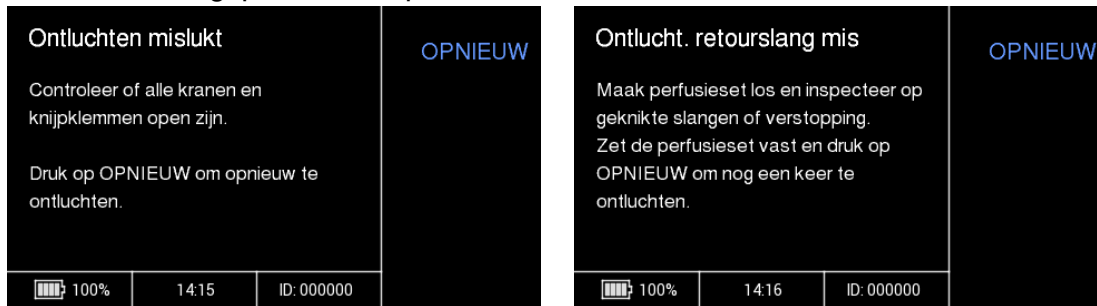 Ontluchten mislukt
OPNIEUW
Controleer of alle kranen en
knijpklemmen open zijn.
Druk op OPNIEUW om opnieuw te
ontluchten.
100%
14:15
ID: 000000
Ontlucht. retourslang mis
OPNIEUW
Maak perfusieset los en inspecteer op
geknikte slangen of verstopping.
Zet de perfusieset vast en druk op
OPNIEUW om nog een keer te
ontluchten.
100%
14:16
ID: 000000